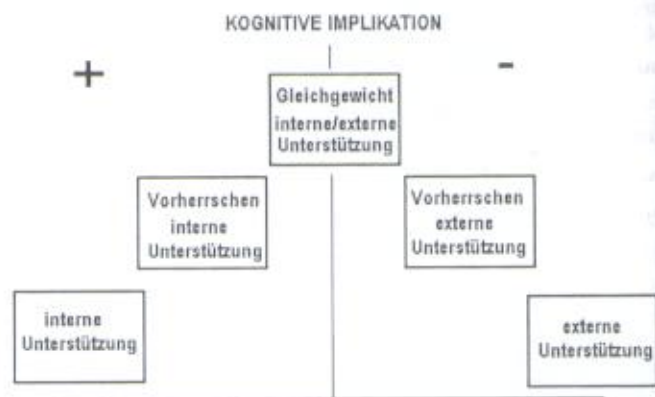 KOGNITIVE IMPLIKATION
+
-
Gleichgewicht
interne/externe
Unterstützung
Vorherrschen
interne
Unterstützung
Vorherrschen
externe
Unterstützung
interne
Unterstützung
externe
Unterstützung